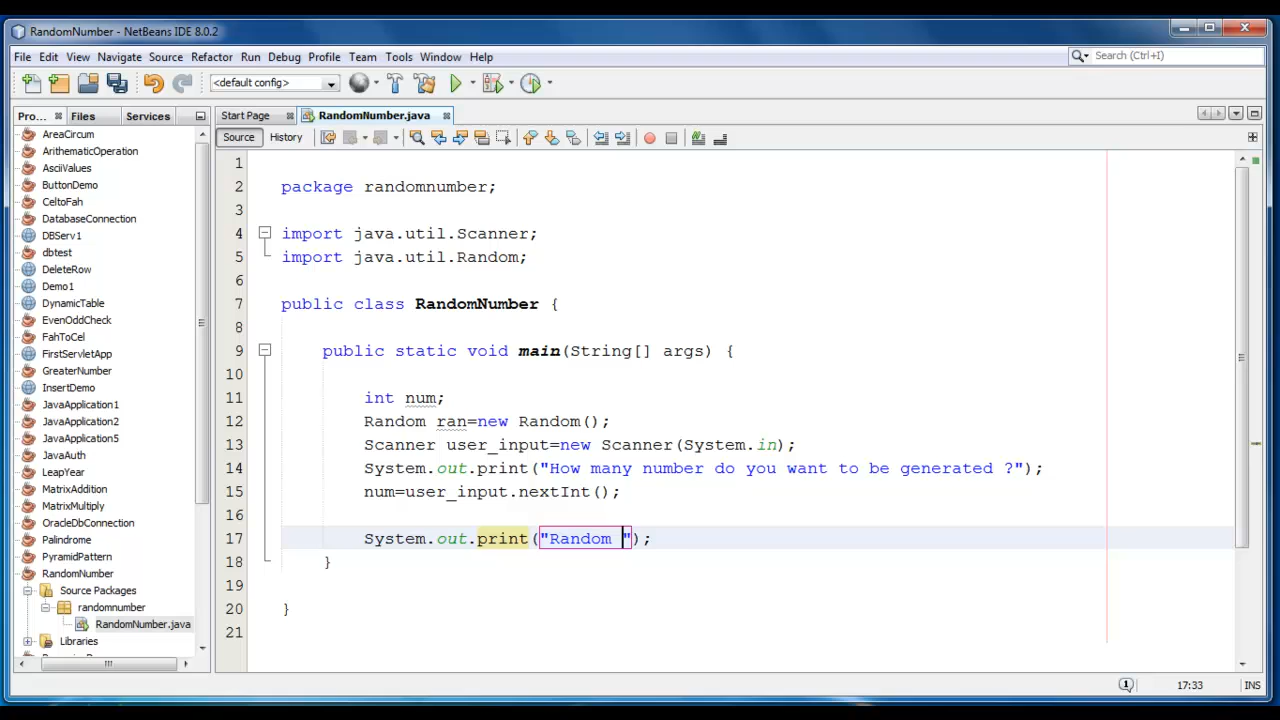 RandomNumber - NetBeans IDE 8.0.2
File Edit View Navigate Source Refactor Run Debug Profile Team Tools Window Help
Search (Ctrl+I)
<default config>
Pro... Files Services
Start Page RandomNumber.java
Source History
AreaCircum
ArithematicOperation
AsciiValues
ButtonDemo
CeltoFah
DatabaseConnection
DBServ1
dbtest
DeleteRow
Demo1
DynamicTable
EvenOddCheck
FahToCel
FirstServletApp
GreaterNumber
InsertDemo
JavaApplication1
JavaApplication2
JavaApplication5
JavaAuth
LeapYear
MatrixAddition
MatrixMultiply
OracleDbConnection
Palindrome
PyramidPattern
RandomNumber
Source Packages
randomnumber
RandomNumber.java
Libraries
1
2 package randomnumber;
3
4 import java.util.Scanner;
5 import java.util.Random;
6
7 public class RandomNumber {
8
9 public static void main(String[] args) {
10
11 int num;
12 Random ran=new Random();
13 Scanner user_input=new Scanner(System.in);
14 System.out.print("How many number do you want to be generated ?");
15 num=user_input.nextInt();
16
17 System.out.print("Random ");
18 }
19
20 }
21
17:33 INS